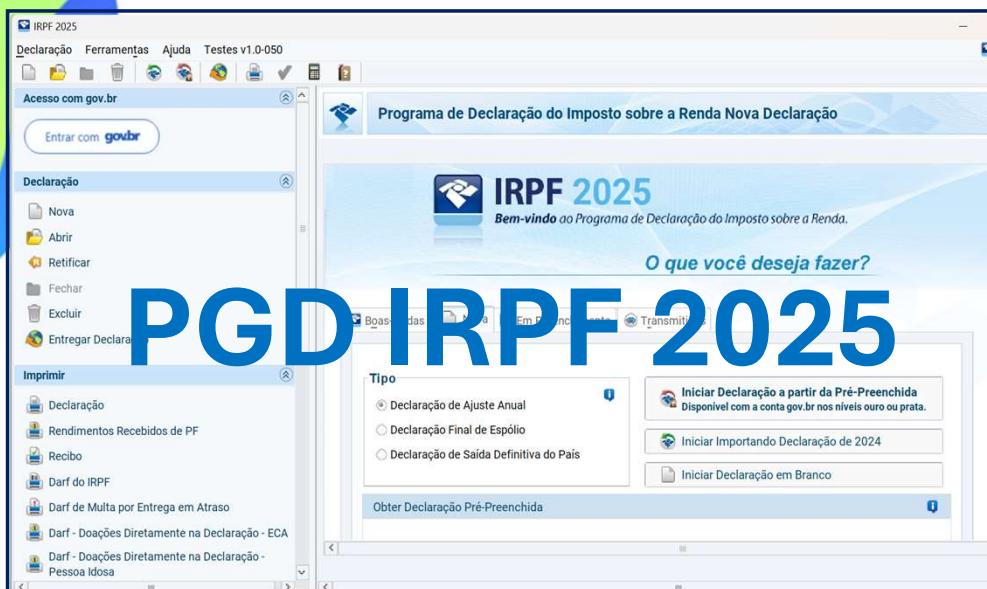 IRPF 2025
Declaração Ferramentas Ajuda Testes v1.0-050
Acesso com gov.br
Entrar com gov.br
Declaração
Nova
Abrir
Retificar
Fechar
Excluir
Entregar
Imprimir
Declaração
Rendimentos Recebidos de PF
Recibo
Darf do IRPF
Darf de Multa por Entrega em Atraso
Darf - Doações Diretamente na Declaração - ECA
Darf - Doações Diretamente na Declaração -
Pessoa Idosa
Programa de Declaração do Imposto sobre a Renda Nova Declaração
IRPF 2025
Bem-vindo ao Programa de Declaração do Imposto sobre a Renda.
O que você deseja fazer?
PGD IRPF 2025
Tipo
Declaração de Ajuste Anual
Declaração Final de Espólio
Declaração de Saída Definitiva do País
Iniciar Declaração a partir da Pré-Preenchida
Disponível com a conta gov.br nos níveis ouro ou prata.
Iniciar Importando Declaração de 2024
Iniciar Declaração em Branco
Obter Declaração Pré-Preenchida